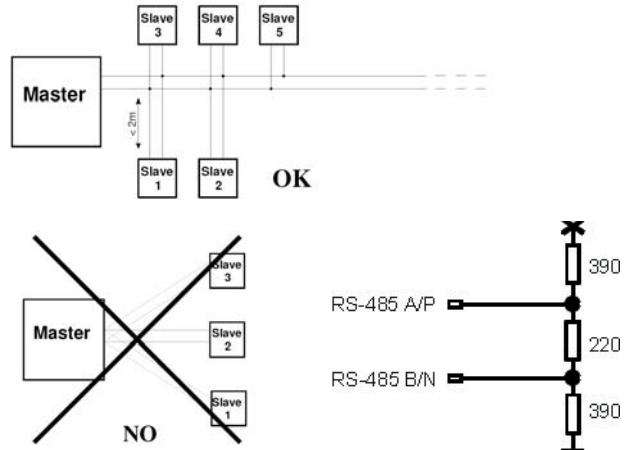 Slave 3
Slave 4
Slave 5
Master
< 2m
Slave 1
Slave 2
OK
Slave 3
Master
Slave 2
Slave 1
NO
390
RS-485 A/P
220
RS-485 B/N
390